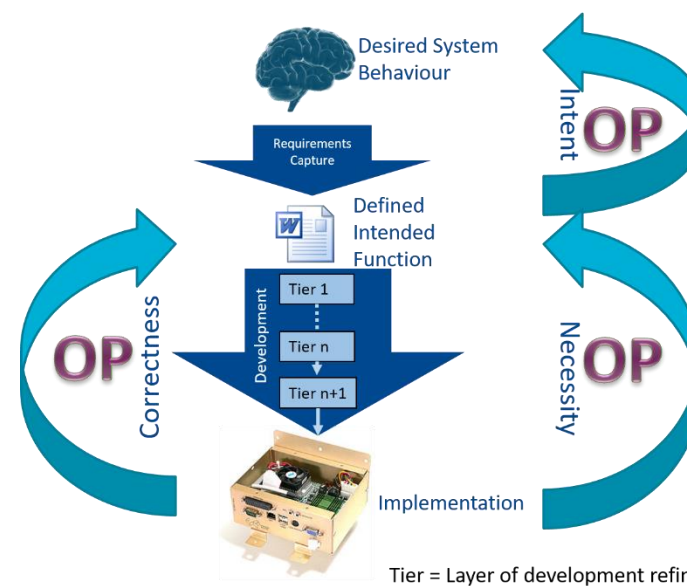 Desired System
Behaviour
Requirements
Capture
Intent
OP
Defined
Intended
Function
Development
Tier 1
Tier n
Tier n+1
OP
Correctness
Necessity
OP
Implementation
Tier = Layer of development refin